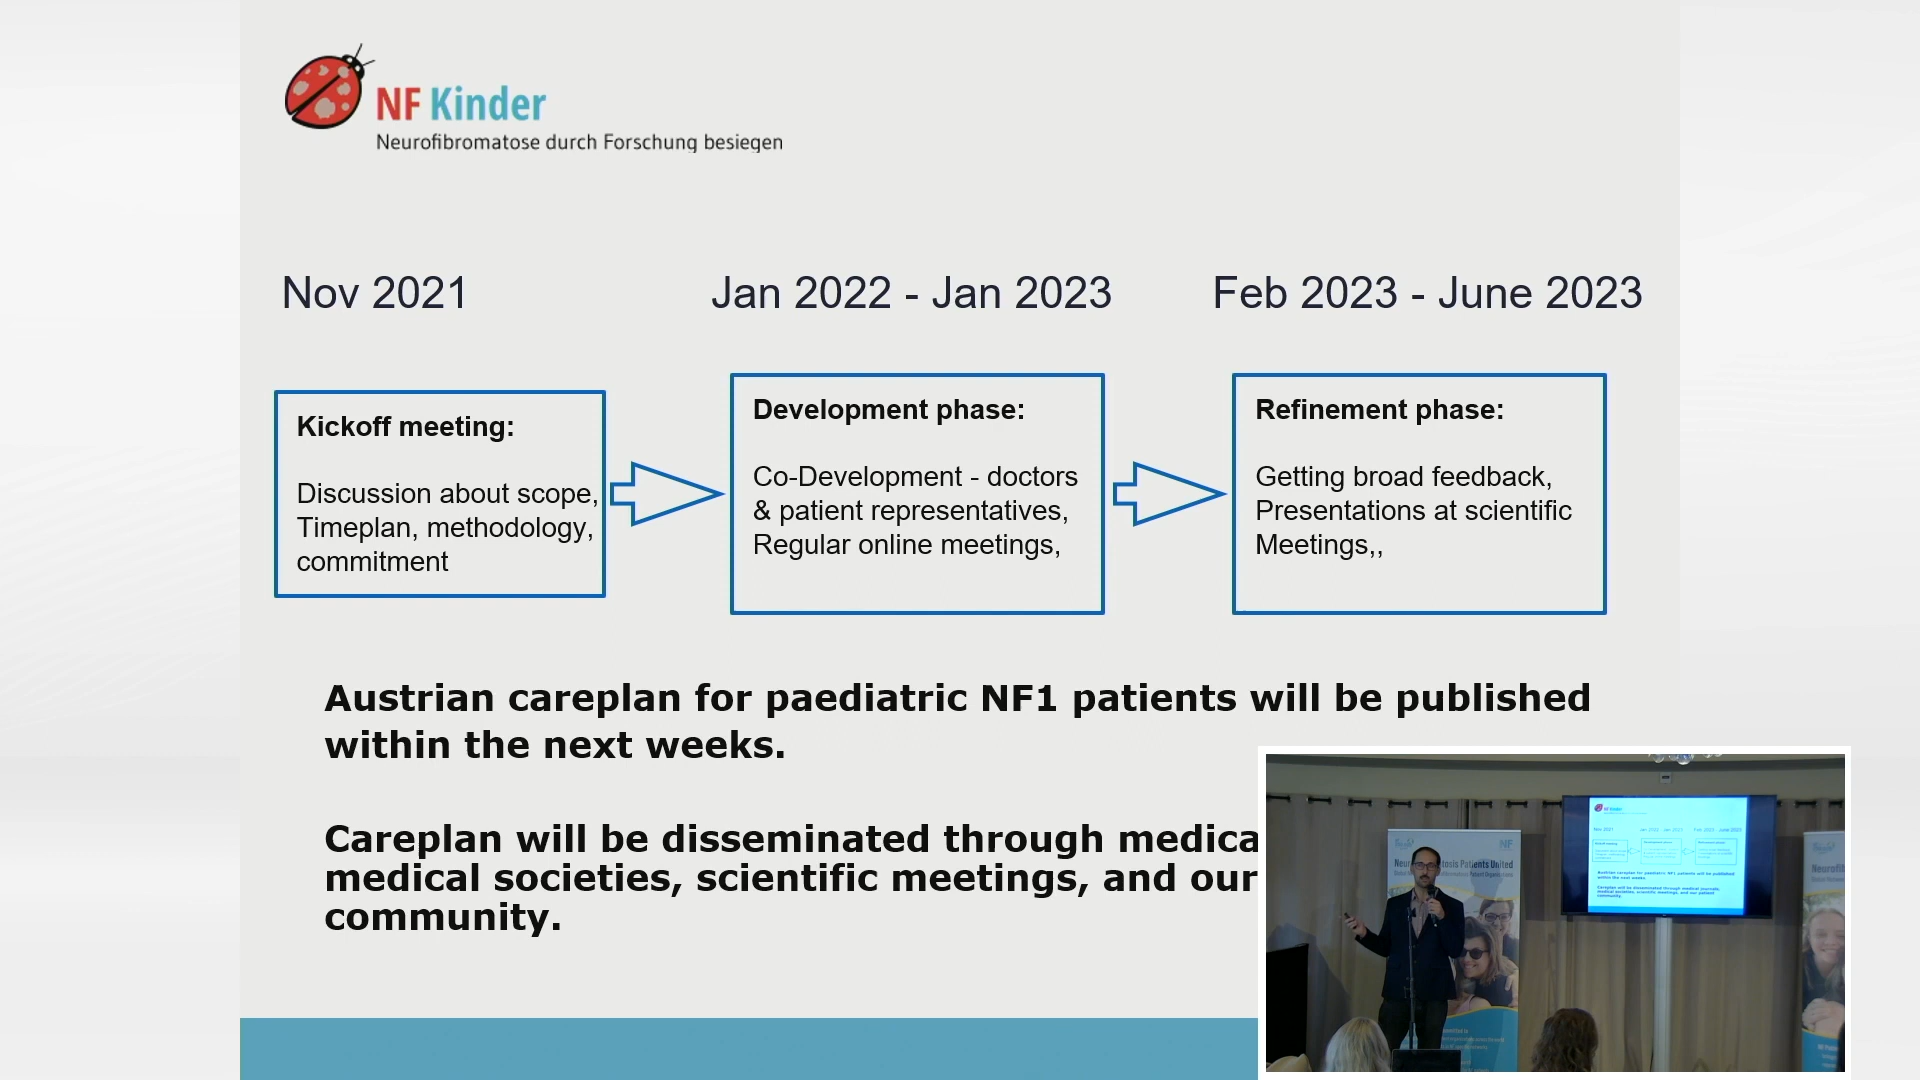 NF Kinder
Neurofibromatose durch Forschung besiegen
Nov 2021
Jan 2022 - Jan 2023
Feb 2023 - June 2023
Kickoff meeting:
Discussion about scope,
Timeplan, methodology,
commitment
Development phase:
Co-Development - doctors
& patient representatives,
Regular online meetings,
Refinement phase:
Getting broad feedback,
Presentations at scientific
Meetings,,
Austrian careplan for paediatric NF1 patients will be published
within the next weeks.
Careplan will be disseminated through medica
medical societies, scientific meetings, and our
community.
NF
Patients United